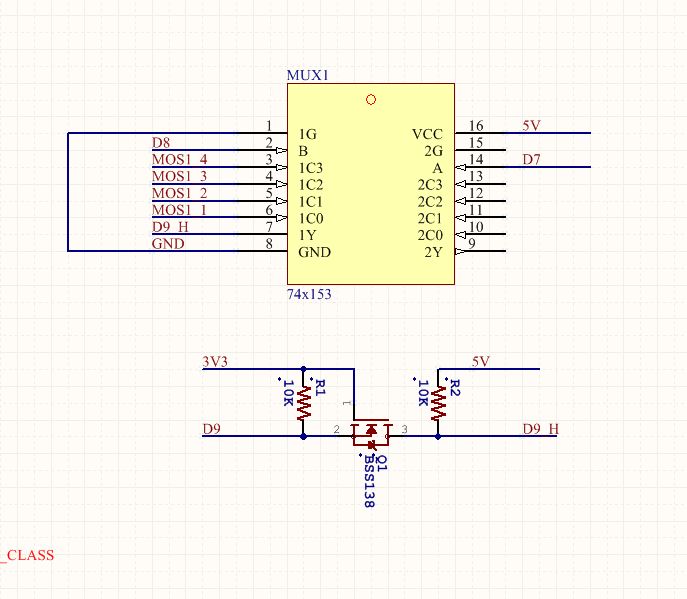 MUX1
1 1G VCC 16 5V
D8 2 B 2G 15
MOS1_4 3 1C3 A 14 D7
MOS1_3 4 1C2 2C3 13
MOS1_2 5 1C1 2C2 12
MOS1_1 6 1C0 2C1 11
D9_H 7 1Y 2C0 10
GND 8 GND 2Y 9
74x153
3V3 5V
R1 10K
R2 10K
1
D9 2 3 D9_H
Q1
BSS138
_CLASS